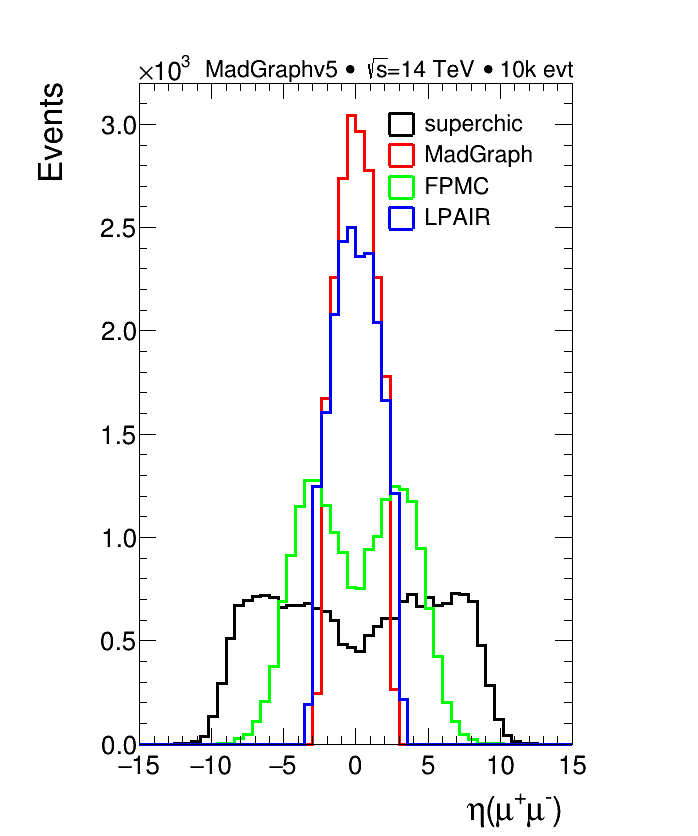 ×10³ MadGraphv5 • √s=14 TeV • 10k evt
Events
superchic
MadGraph
FPMC
LPAIR
3.0
2.5
2.0
1.5
1.0
0.5
0.0
−15 −10 −5 0 5 10 15
η(μ⁺μ⁻)